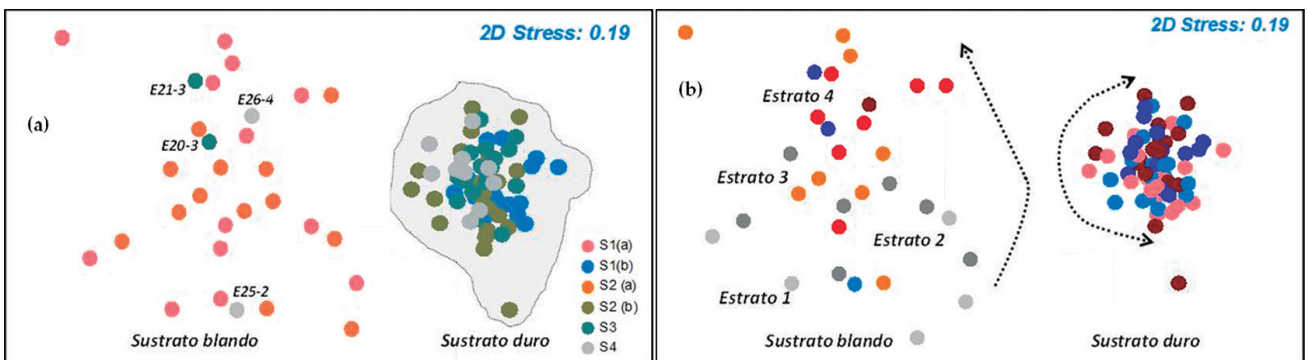 2D Stress: 0.19
E21-3
E26-4
(a)
E20-3
E25-2
S1(a)
S1(b)
S2 (a)
S2 (b)
S3
S4
Sustrato blando
Sustrato duro
2D Stress: 0.19
(b)
Estrato 4
Estrato 3
Estrato 2
Estrato 1
Sustrato blando
Sustrato duro